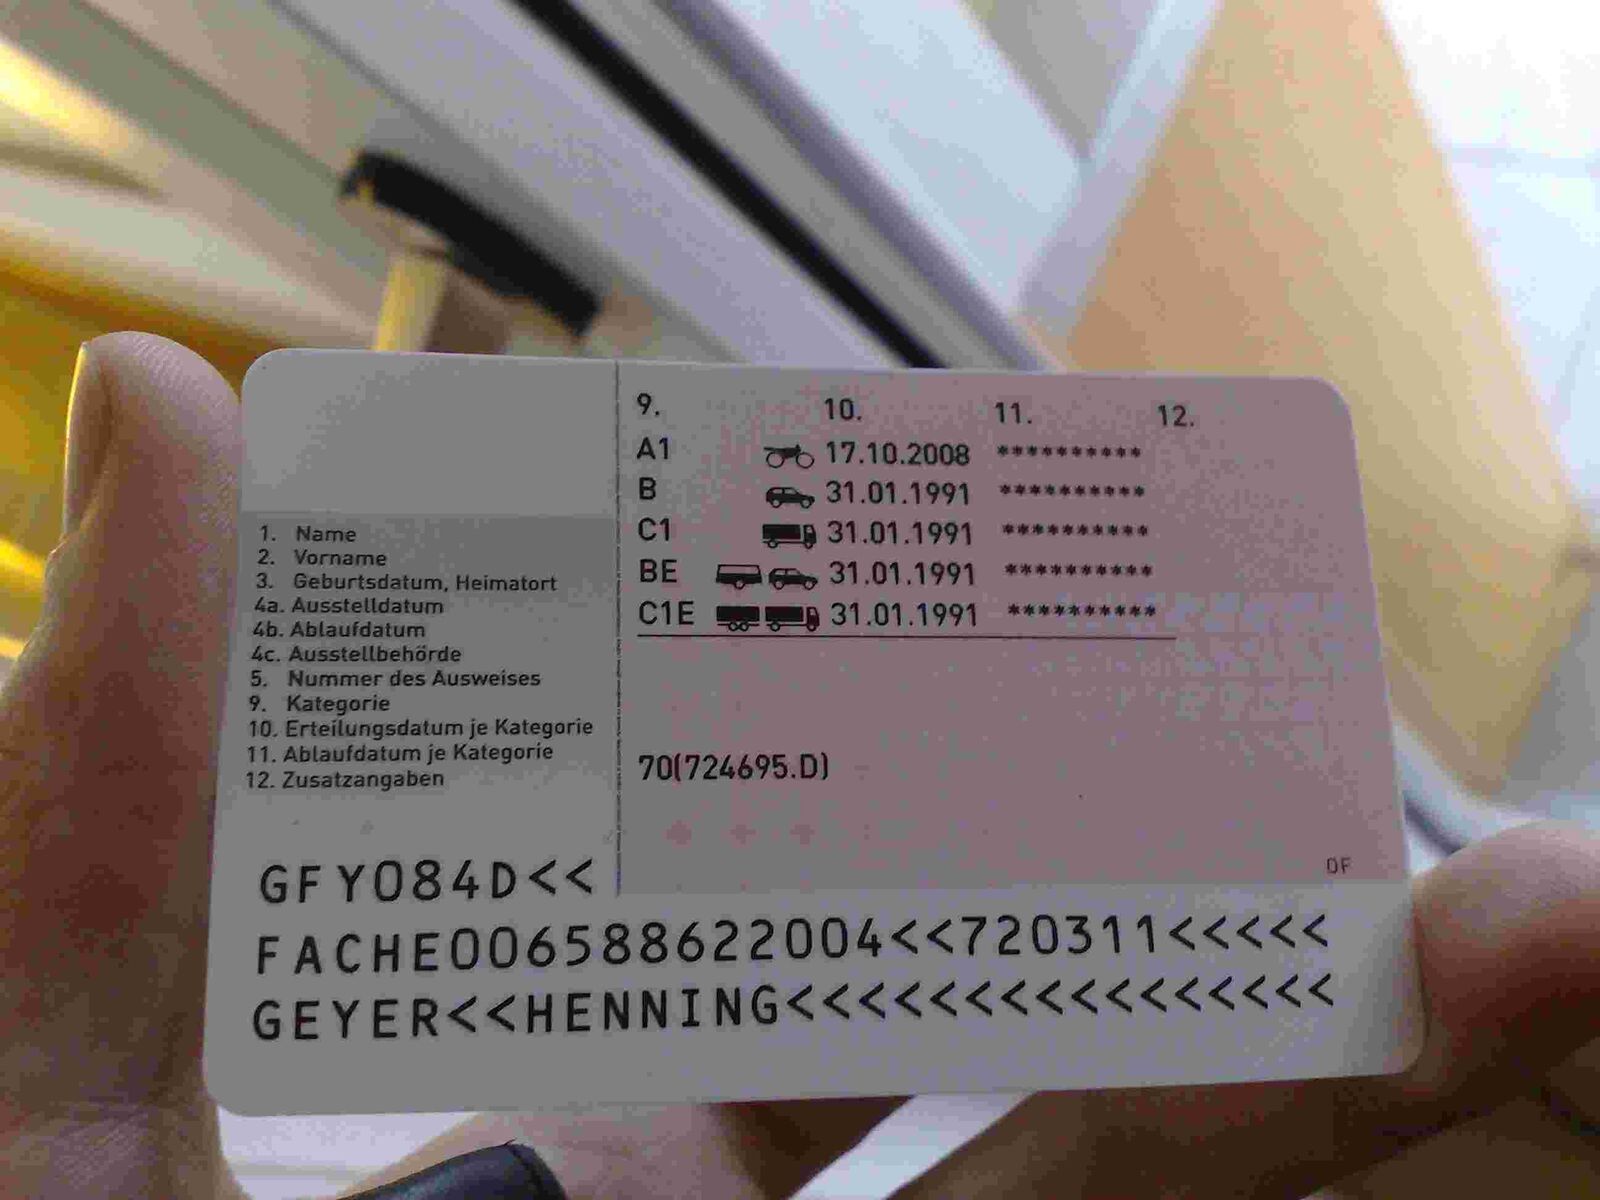 9. 10. 11. 12.
A1 17.10.2008 **********
B 31.01.1991 **********
C1 31.01.1991 **********
BE 31.01.1991 **********
C1E 31.01.1991 **********
1. Name
2. Vorname
3. Geburtsdatum, Heimatort
4a. Ausstelldatum
4b. Ablaufdatum
4c. Ausstellbehörde
5. Nummer des Ausweises
9. Kategorie
10. Erteilungsdatum je Kategorie
11. Ablaufdatum je Kategorie
12. Zusatzangaben
70(724695.D)
DF
GFY084D<<
FACHE006588622004<<720311<<<<<
GEYER<<HENNING<<<<<<<<<<<<<<<<